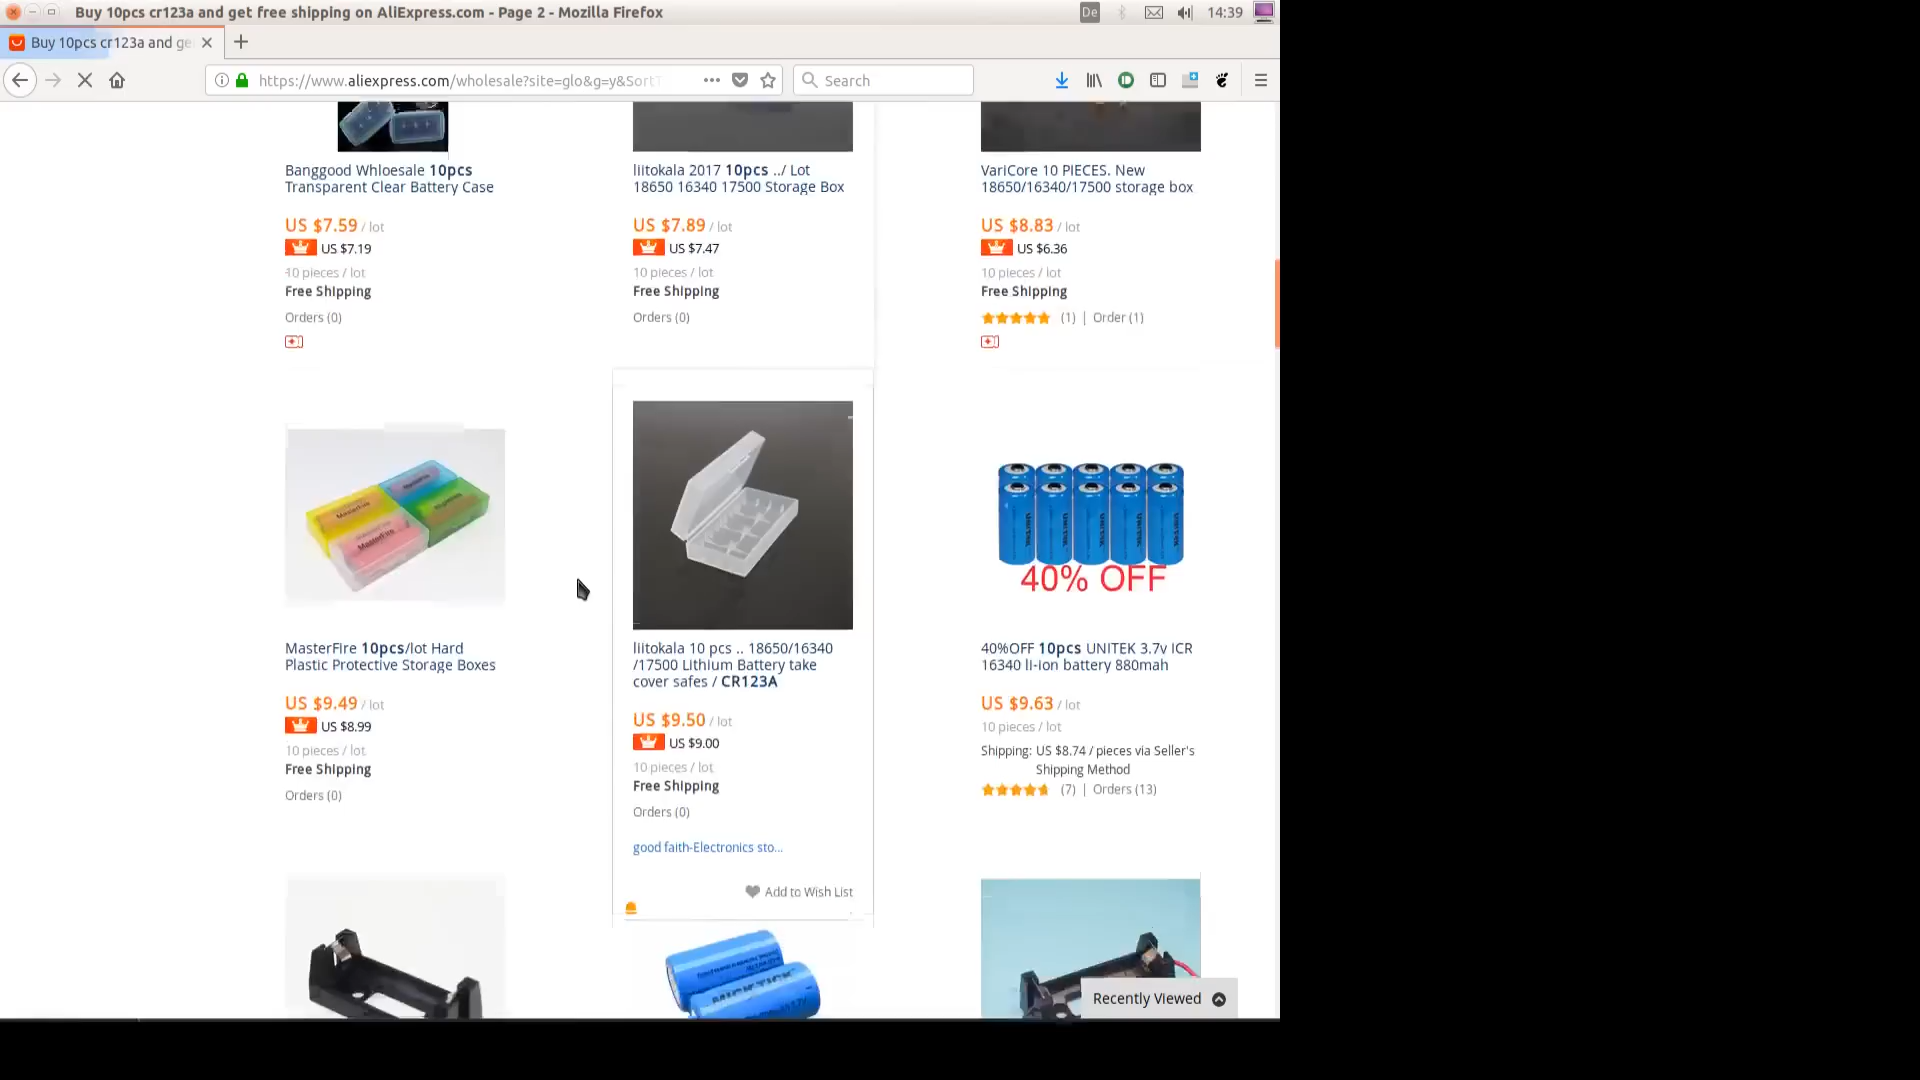 Buy 10pcs cr123a and get free shipping on AliExpress.com - Page 2 - Mozilla Firefox
De
14:39
Buy 10pcs cr123a and ge
https://www.aliexpress.com/wholesale?site=glo&g=y&SortT
Search
Banggood Whloesale 10pcs
Transparent Clear Battery Case
US $7.59 / lot
US $7.19
10 pieces / lot
Free Shipping
Orders (0)
liitokala 2017 10pcs ../ Lot
18650 16340 17500 Storage Box
US $7.89 / lot
US $7.47
10 pieces / lot
Free Shipping
Orders (0)
VariCore 10 PIECES. New
18650/16340/17500 storage box
US $8.83 / lot
US $6.36
10 pieces / lot
Free Shipping
(1) | Order (1)
MasterFire
MasterFire
MasterFire
MasterFire 10pcs/lot Hard
Plastic Protective Storage Boxes
US $9.49 / lot
US $8.99
10 pieces / lot
Free Shipping
Orders (0)
liitokala 10 pcs .. 18650/16340
/17500 Lithium Battery take
cover safes / CR123A
US $9.50 / lot
US $9.00
10 pieces / lot
Free Shipping
Orders (0)
good faith-Electronics sto...
Add to Wish List
40% OFF
40%OFF 10pcs UNITEK 3.7v ICR
16340 li-ion battery 880mah
US $9.63 / lot
10 pieces / lot
Shipping: US $8.74 / pieces via Seller's
Shipping Method
(7) | Orders (13)
Recently Viewed